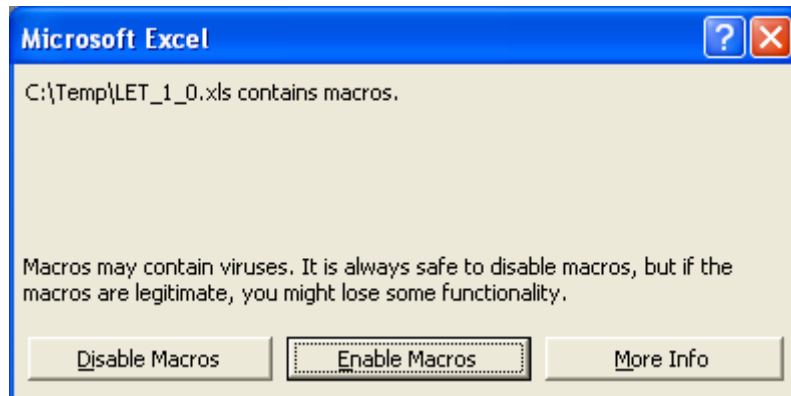 Microsoft Excel
C:\Temp\LET_1_0.xls contains macros.
Macros may contain viruses. It is always safe to disable macros, but if the
macros are legitimate, you might lose some functionality.
Disable Macros Enable Macros More Info